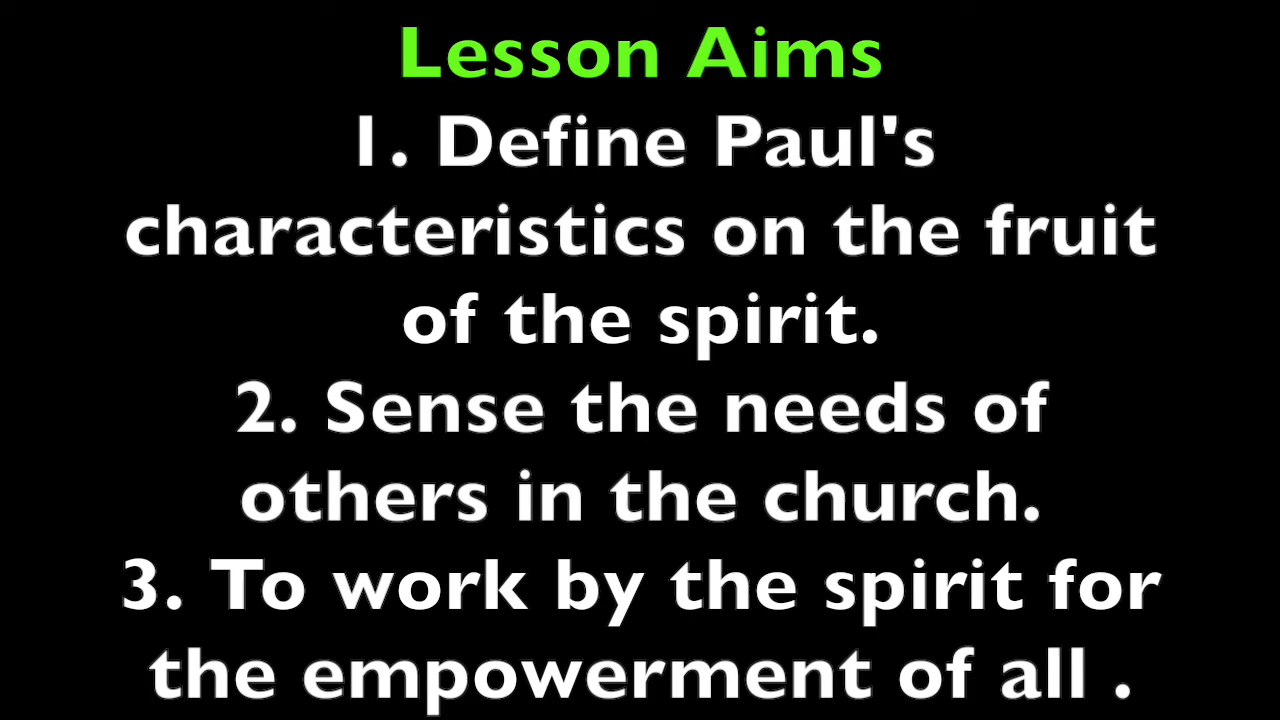 Lesson Aims
1. Define Paul's
characteristics on the fruit
of the spirit.
2. Sense the needs of
others in the church.
3. To work by the spirit for
the empowerment of all .